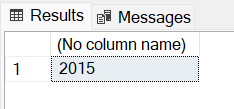 Results Messages
(No column name)
1 2015